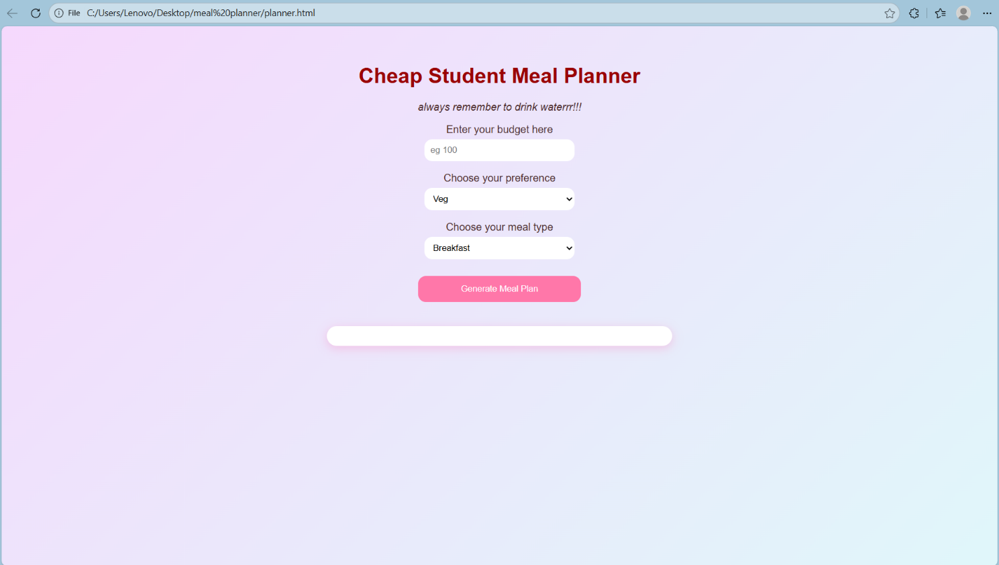 File C:/Users/Lenovo/Desktop/meal%20planner/planner.html
Cheap Student Meal Planner
always remember to drink waterrr!!!
Enter your budget here
eg 100
Choose your preference
Veg
Choose your meal type
Breakfast
Generate Meal Plan